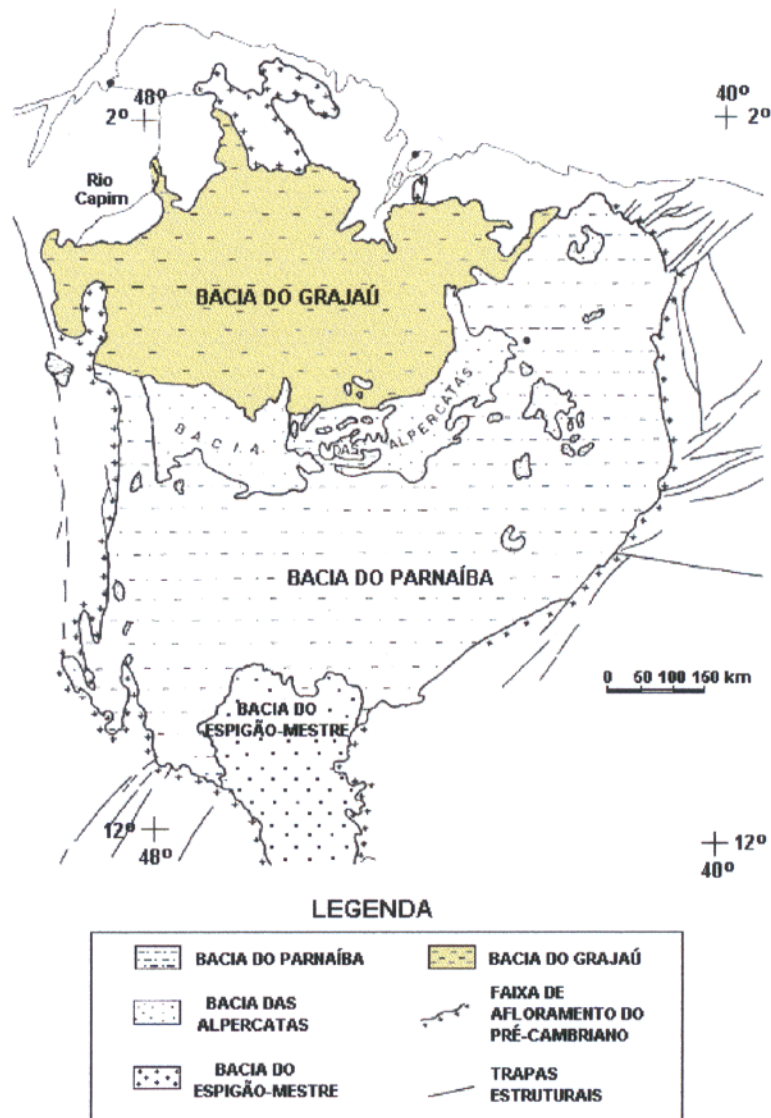 48º
2º
40º
2º
Rio
Capim
BACIA DO GRAJAÚ
BACIA
DAS
ALPERCATAS
BACIA DO PARNAÍBA
0 50 100 150 km
BACIA DO
ESPIGÃO-MESTRE
12º
48º
12º
40º
LEGENDA
BACIA DO PARNAÍBA
BACIA DO GRAJAÚ
BACIA DAS
ALPERCATAS
FAIXA DE
AFLORAMENTO DO
PRÉ-CAMBRIANO
BACIA DO
ESPIGÃO-MESTRE
TRAPAS
ESTRUTURAIS